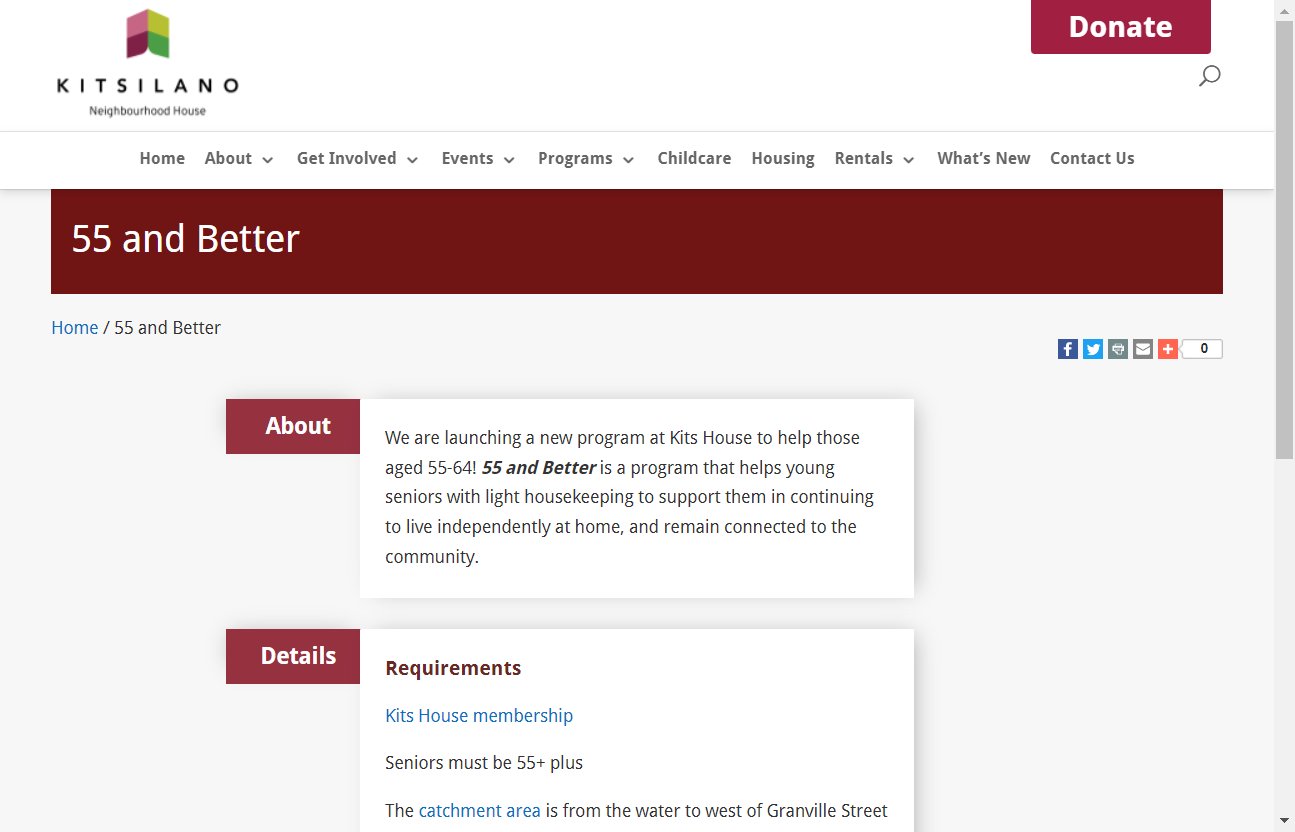 Donate
KITSILANO
Neighbourhood House
Home About Get Involved Events Programs Childcare Housing Rentals What's New Contact Us
55 and Better
Home / 55 and Better
0
About
We are launching a new program at Kits House to help those
aged 55-64! 55 and Better is a program that helps young
seniors with light housekeeping to support them in continuing
to live independently at home, and remain connected to the
community.
Details
Requirements
Kits House membership
Seniors must be 55+ plus
The catchment area is from the water to west of Granville Street